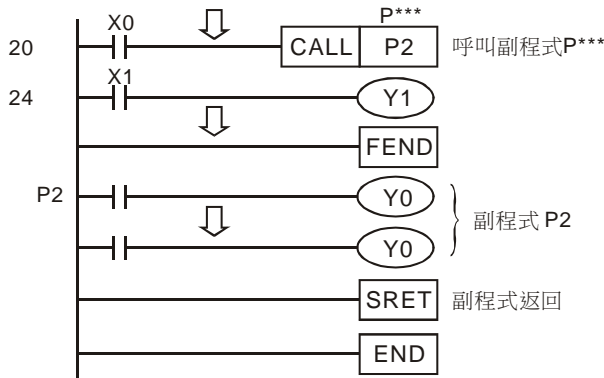 P***
X0
20 CALL P2 呼叫副程式P***
X1
24 Y1
FEND
P2 Y0
副程式 P2
Y0
SRET 副程式返回
END